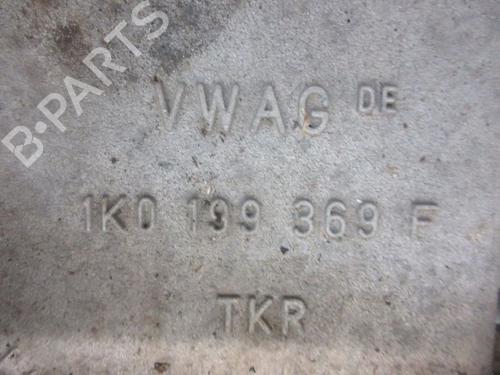 B-PARTS
VWAG DE
1K0 199 369 F
TKR